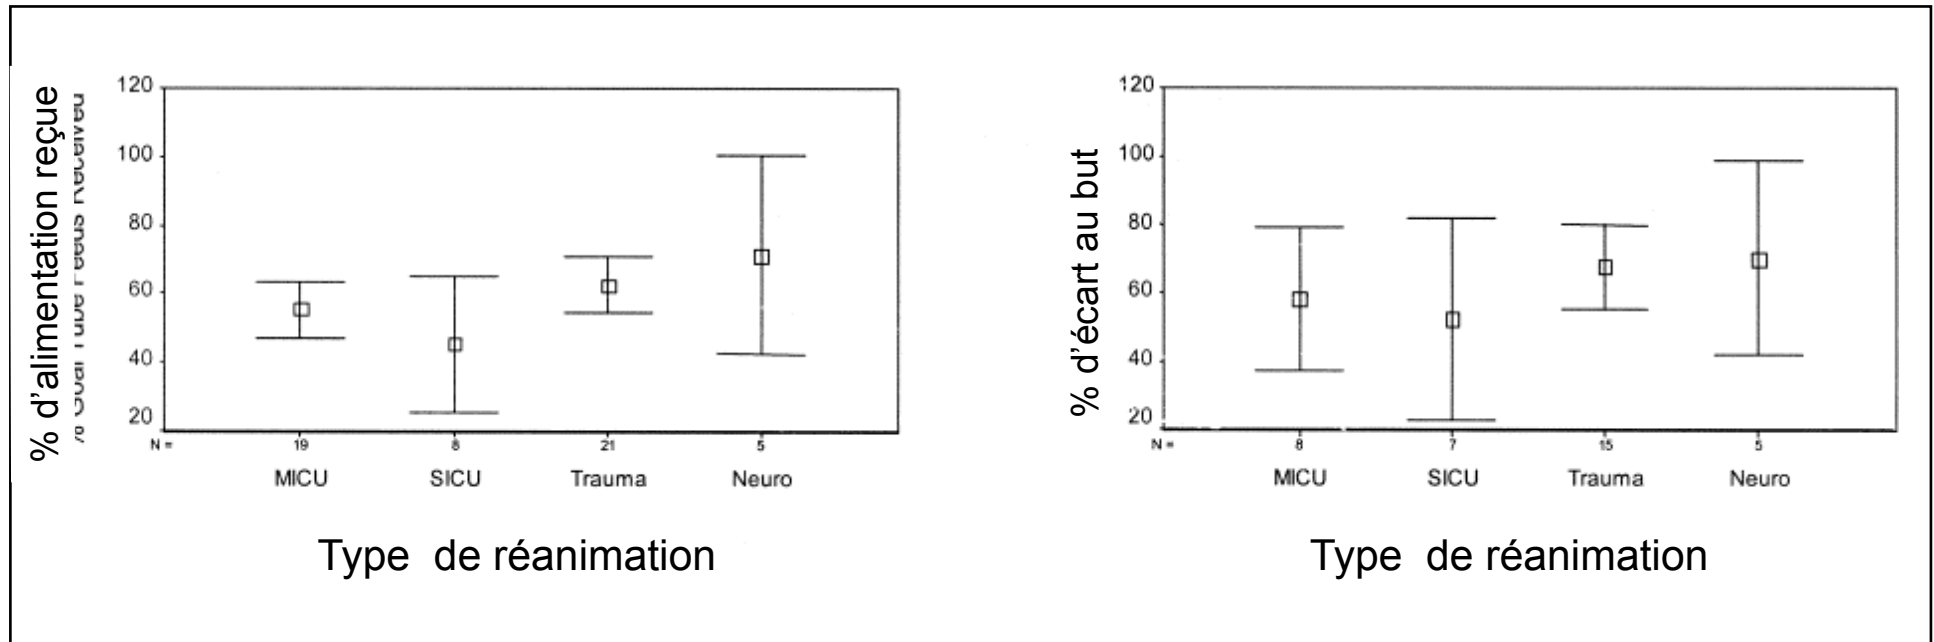 % d'alimentation reçue
120
100
80
60
40
20
N =
19
8
21
5
MICU
SICU
Trauma
Neuro
Type de réanimation
% d'écart au but
120
100
80
60
40
20
N =
8
7
15
5
MICU
SICU
Trauma
Neuro
Type de réanimation